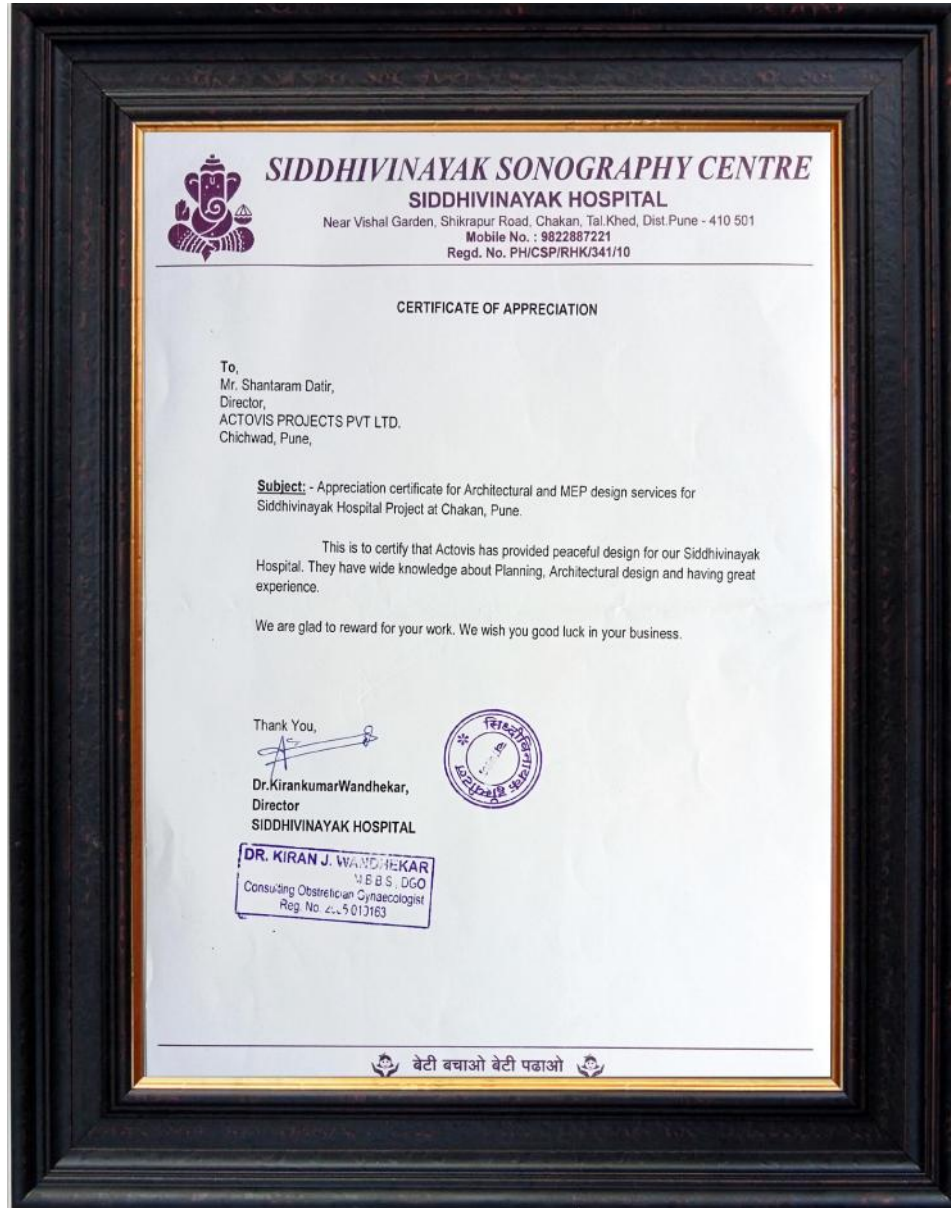 SIDDHIVINAYAK SONOGRAPHY CENTRE
SIDDHIVINAYAK HOSPITAL
Near Vishal Garden, Shikrapur Road, Chakan, Tal.Khed, Dist.Pune - 410 501
Mobile No. : 9822887221
Regd. No. PH/CSP/RHK/341/10
CERTIFICATE OF APPRECIATION
To,
Mr. Shantaram Datir,
Director,
ACTOVIS PROJECTS PVT LTD.
Chichwad, Pune,
Subject: - Appreciation certificate for Architectural and MEP design services for
Siddhivinayak Hospital Project at Chakan, Pune.
This is to certify that Actovis has provided peaceful design for our Siddhivinayak
Hospital. They have wide knowledge about Planning, Architectural design and having great
experience.
We are glad to reward for your work. We wish you good luck in your business.
Thank You,
Dr.KirankumarWandhekar,
Director
SIDDHIVINAYAK HOSPITAL
सिध्दीविनायक हॉस्पीटल
DR. KIRAN J. WANDHEKAR
M B B S , DGO
Consulting Obstetrician Gynaecologist
Reg. No.
बेटी बचाओ बेटी पढाओ